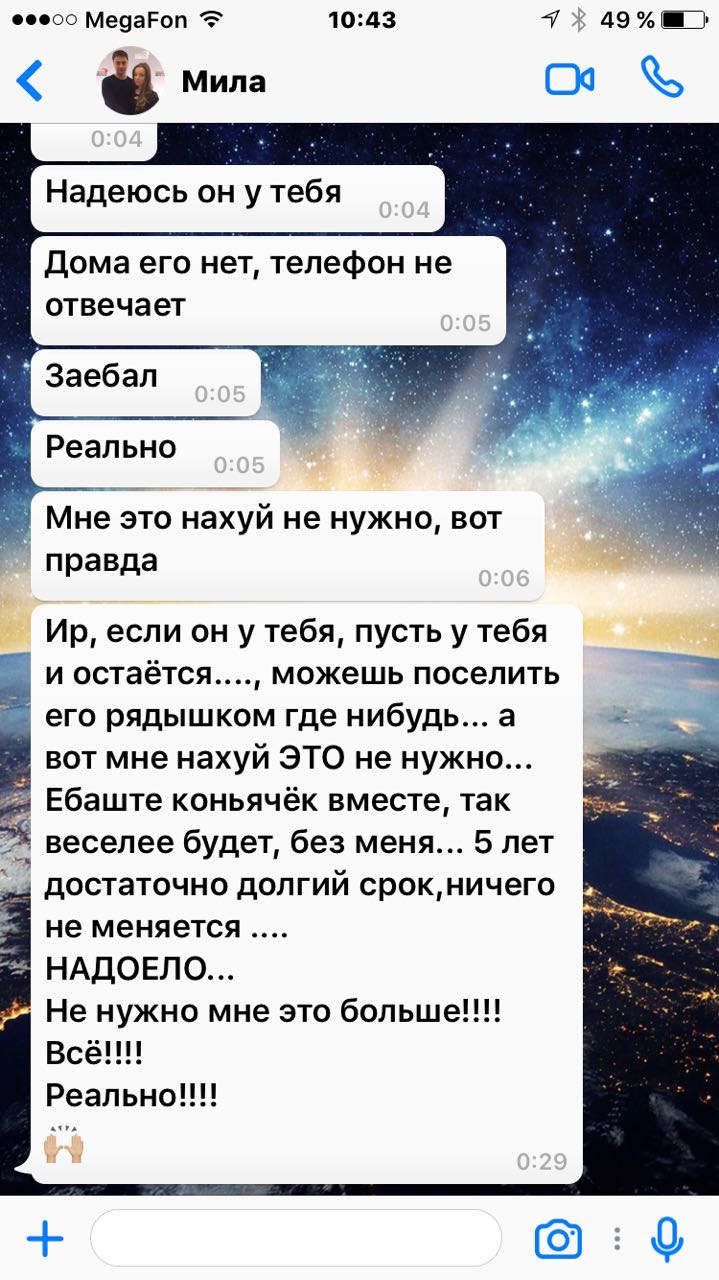 MegaFon 10:43 49 %
Мила
0:04
Надеюсь он у тебя 0:04
Дома его нет, телефон не
отвечает 0:05
Заебал 0:05
Реально 0:05
Мне это нахуй не нужно, вот
правда 0:06
Ир, если он у тебя, пусть у тебя
и остаётся...., можешь поселить
его рядышком где нибудь... а
вот мне нахуй ЭТО не нужно...
Ебаште коньячёк вместе, так
веселее будет, без меня... 5 лет
достаточно долгий срок,ничего
не меняется ....
НАДОЕЛО...
Не нужно мне это больше!!!!
Всё!!!!
Реально!!!!
🙌🏼 0:29